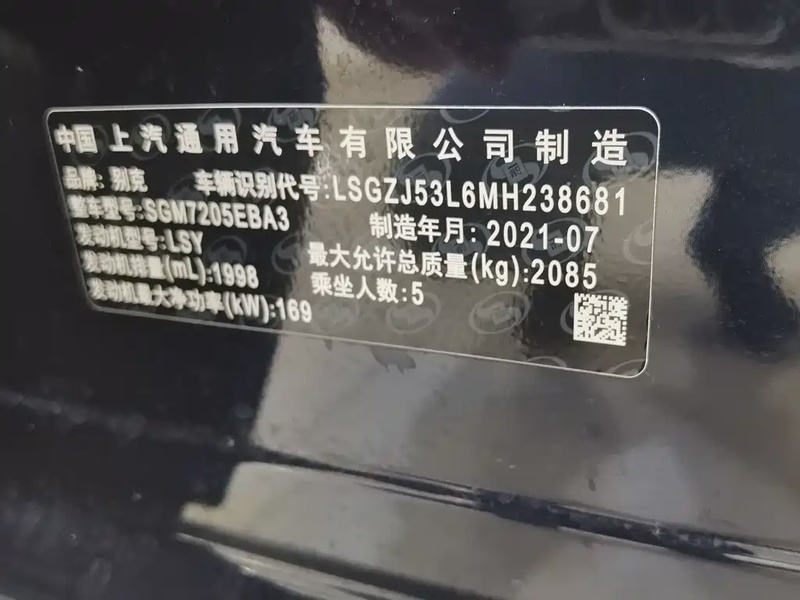 中国上汽通用汽车有限公司制造
品牌: 别克 车辆识别代号:LSGZJ53L6MH238681
整车型号:SGM7205EBA3 制造年月: 2021-07
发动机型号:LSY 最大允许总质量(kg):2085
发动机排量(mL):1998 乘坐人数:5
发动机最大净功率(kW):169